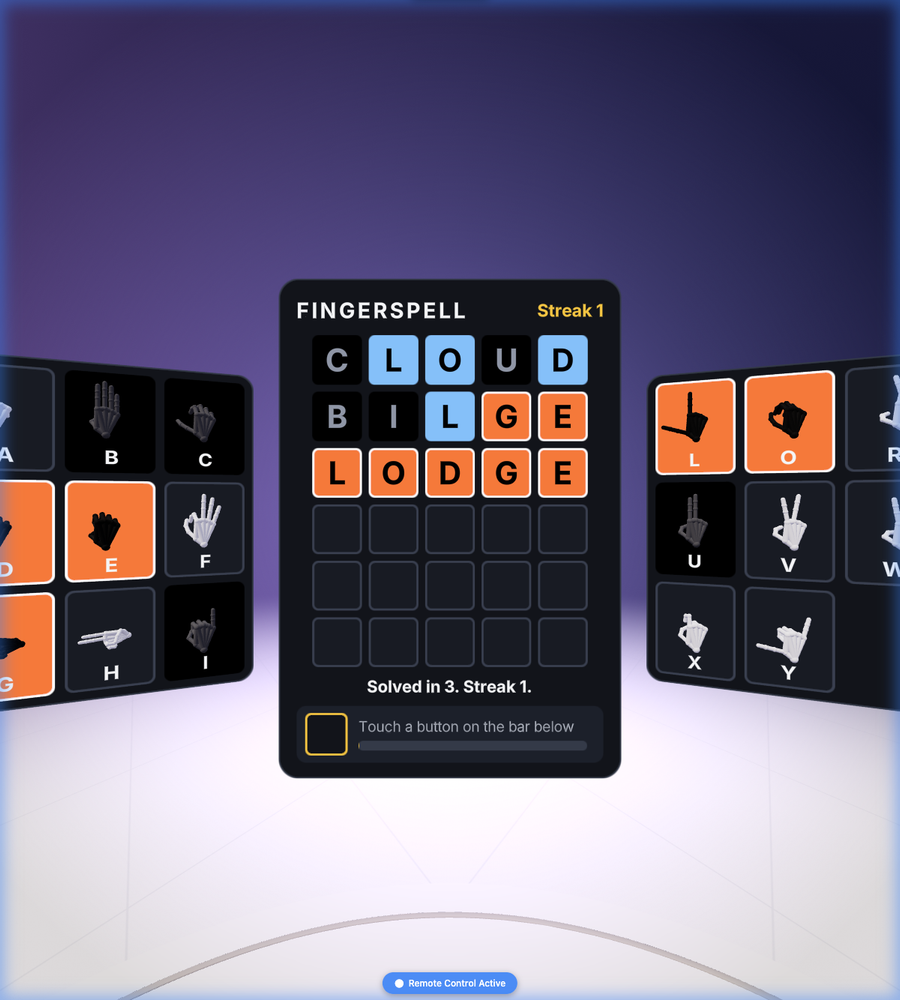 FINGERSPELL
Streak 1
C L O U D
B I L G E
L O D G E
Solved in 3. Streak 1.
Touch a button on the bar below
A B C
D E F
G H I
L O R
U V W
X Y
Remote Control Active